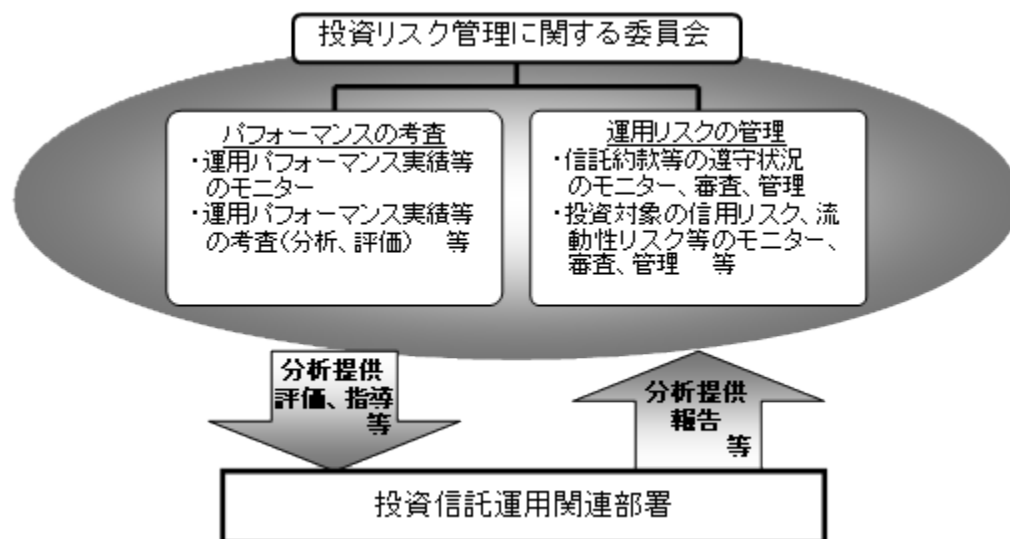 投資リスク管理に関する委員会
パフォーマンスの考査
・運用パフォーマンス実績等
のモニター
・運用パフォーマンス実績等
の考査(分析、評価) 等
運用リスクの管理
・信託約款等の遵守状況
のモニター、審査、管理
・投資対象の信用リスク、流
動性リスク等のモニター、
審査、管理 等
分析提供
評価、指導
等
分析提供
報告
等
投資信託運用関連部署